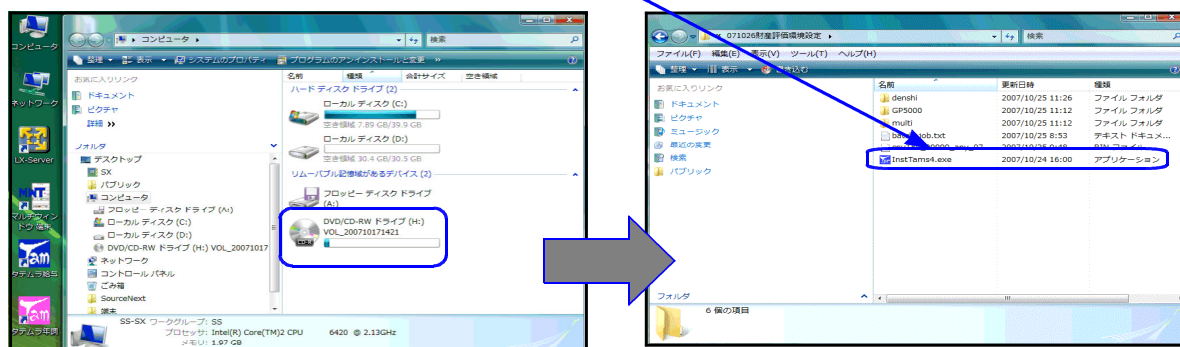 コンピュータ
ネットワーク
LX-Server
マルチウィン
ドウ 端末
タテムラ給与
タテムラ年調
コンピュータ
検索
整理 表示 システムのプロパティ プログラムのアンインストールと変更 »
お気に入りリンク
ドキュメント
ピクチャ
詳細 »
フォルダ
デスクトップ
SX
パブリック
コンピュータ
フロッピー ディスク ドライブ (A:)
ローカル ディスク (C:)
ローカル ディスク (D:)
DVD/CD-RW ドライブ (H:) VOL_20071017
ネットワーク
コントロール パネル
ごみ箱
SourceNext
端末
名前 種類 合計サイズ 空き領域
ハード ディスク ドライブ (2)
ローカル ディスク (C:)
空き領域 7.89 GB/39.9 GB
ローカル ディスク (D:)
空き領域 30.4 GB/30.5 GB
リムーバブル記憶域があるデバイス (2)
フロッピー ディスク ドライブ
(A:)
DVD/CD-RW ドライブ (H:)
VOL_200710171421
SS-SX ワークグループ: SS
プロセッサ: Intel(R) Core(TM)2 CPU 6420 @ 2.13GHz
メモリ: 1.97 GB
071026財産評価環境設定
検索
ファイル(F) 編集(E) 表示(V) ツール(T) ヘルプ(H)
整理 表示 書き込む
お気に入りリンク
ドキュメント
ピクチャ
ミュージック
最近の変更
検索
パブリック
フォルダ
名前 更新日時 種類
denshi 2007/10/25 11:26 ファイル フォルダ
GP5000 2007/10/25 11:12 ファイル フォルダ
multi 2007/10/25 11:12 ファイル フォルダ
2007/10/25 8:53 テキスト ドキュメ...
InstTams4.exe 2007/10/24 16:00 アプリケーション
6 個の項目